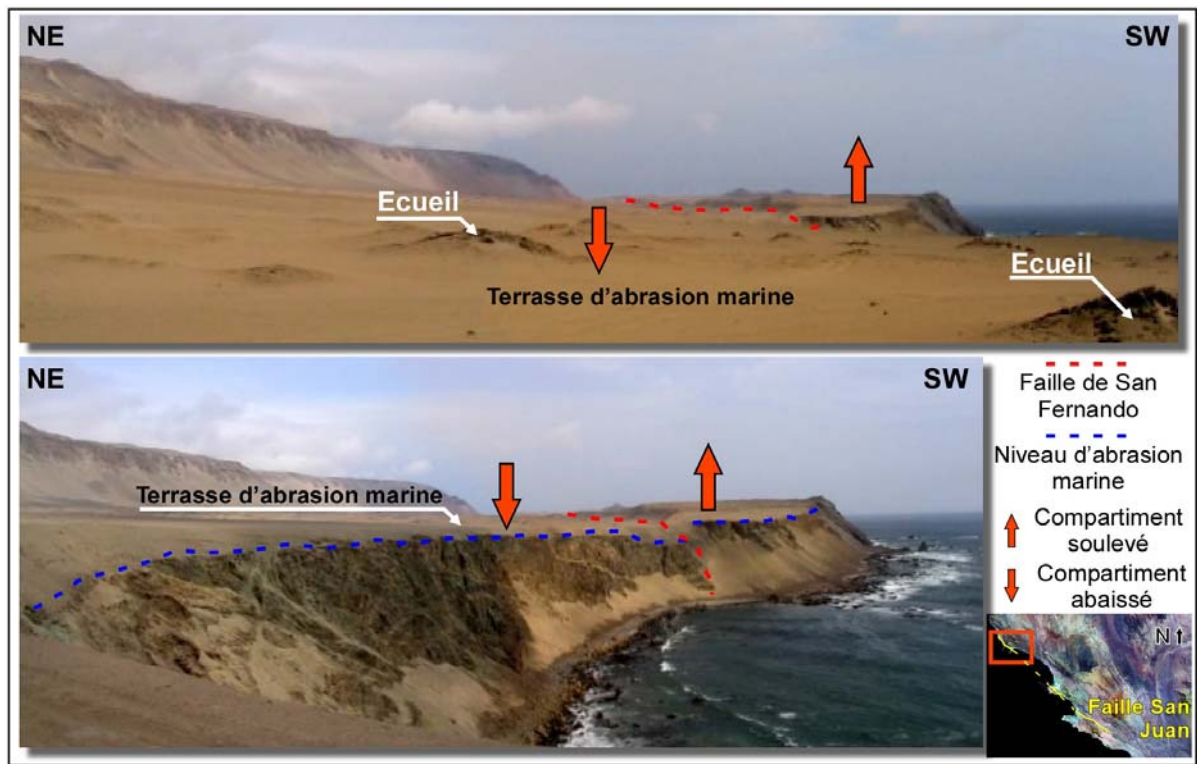 NE
SW
Ecueil
Ecueil
Terrasse d'abrasion marine
NE
SW
Terrasse d'abrasion marine
Faille de San
Fernando
Niveau d'abrasion
marine
Compartiment
soulevé
Compartiment
abaissé
N
Faille San
Juan